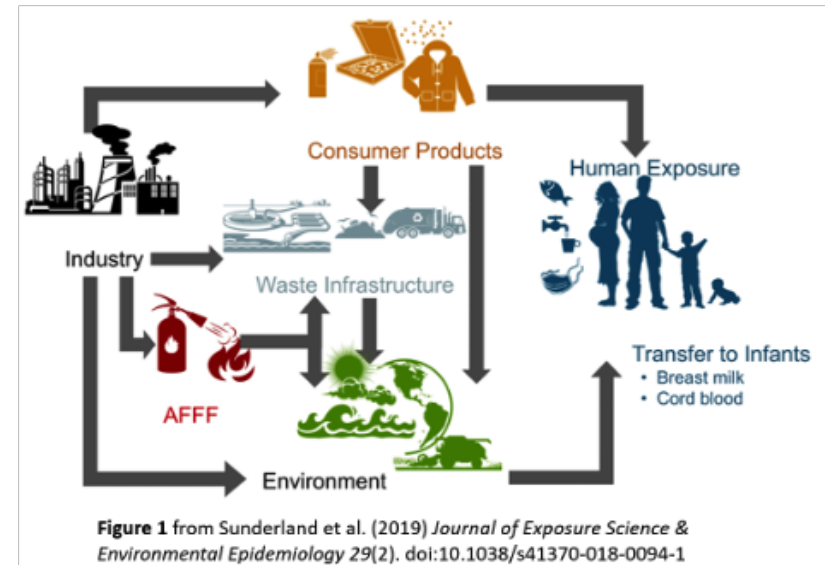 Consumer Products
Human Exposure
Industry
Waste Infrastructure
Transfer to Infants
• Breast milk
• Cord blood
AFFF
Environment
Figure 1 from Sunderland et al. (2019) Journal of Exposure Science &
Environmental Epidemiology 29(2). doi:10.1038/s41370-018-0094-1